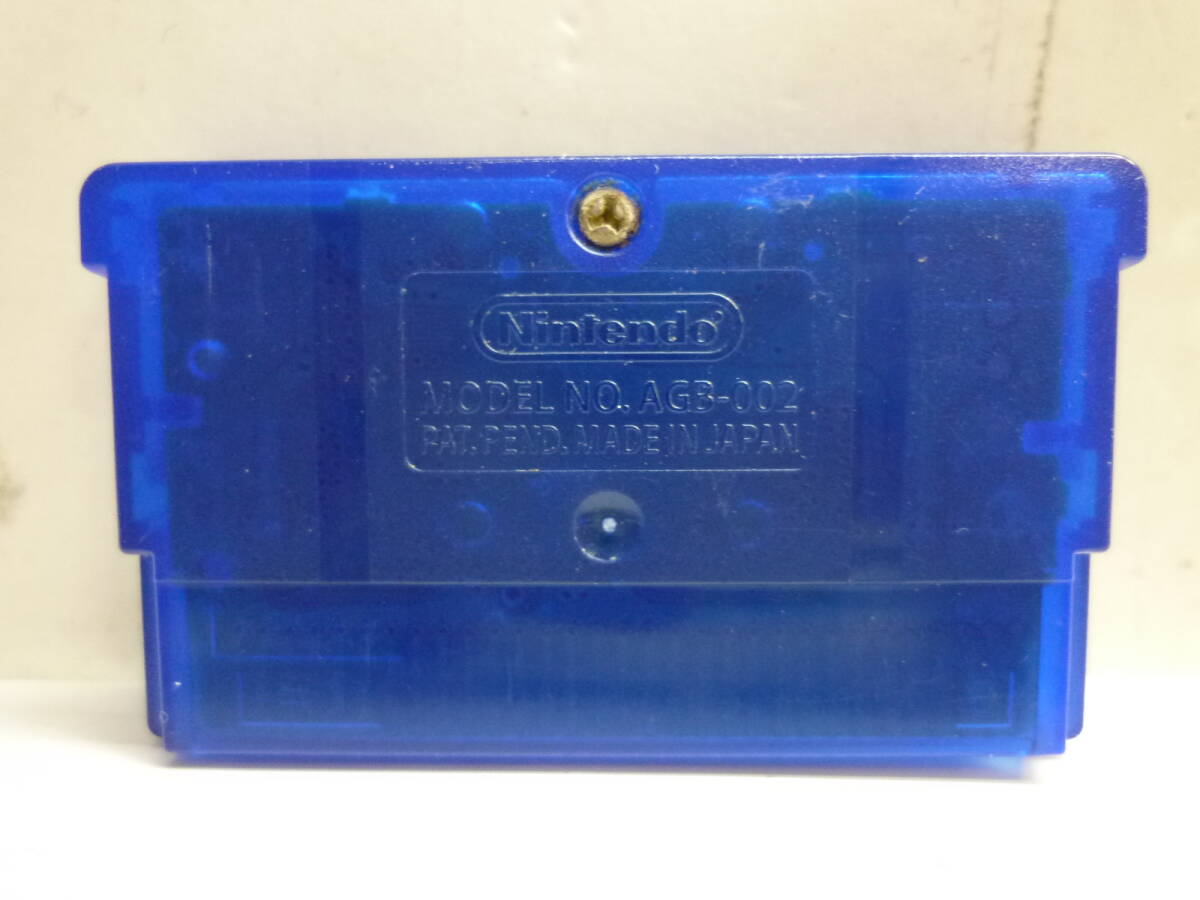 Nintendo®
MODEL NO. AGB-002
PAT. PEND. MADE IN JAPAN